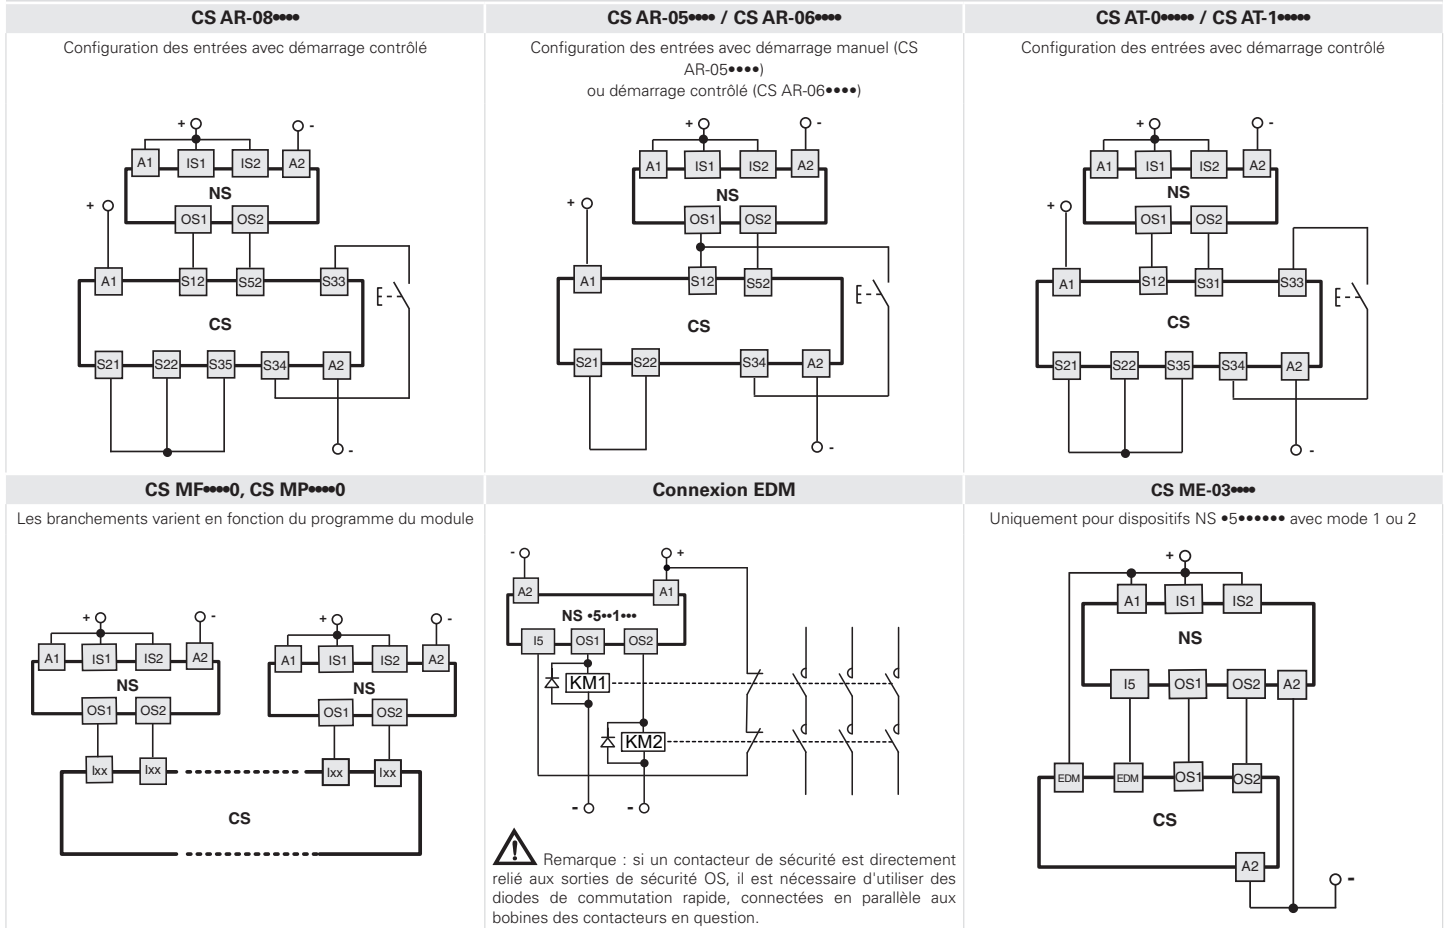 CS AR-08••••
Configuration des entrées avec démarrage contrôlé
+
-
A1
IS1
IS2
A2
NS
+
OS1
OS2
A1
S12
S52
S33
CS
S21
S22
S35
S34
A2
-
CS AR-05•••• / CS AR-06••••
Configuration des entrées avec démarrage manuel (CS
AR-05••••)
ou démarrage contrôlé (CS AR-06••••)
+
-
A1
IS1
IS2
A2
NS
+
OS1
OS2
A1
S12
S52
CS
S21
S22
S34
A2
-
CS AT-0••••• / CS AT-1•••••
Configuration des entrées avec démarrage contrôlé
+
-
A1
IS1
IS2
A2
NS
+
OS1
OS2
A1
S12
S31
S33
CS
S21
S22
S35
S34
A2
-
CS MF••••0, CS MP••••0
Les branchements varient en fonction du programme du module
+
-
A1
IS1
IS2
A2
NS
OS1
OS2
+
-
A1
IS1
IS2
A2
NS
OS1
OS2
Ixx
Ixx
Ixx
Ixx
CS
Connexion EDM
-
+
A2
A1
NS •5••1•••
I5
OS1
OS2
KM1
KM2
-
-
Remarque : si un contacteur de sécurité est directement
relié aux sorties de sécurité OS, il est nécessaire d'utiliser des
diodes de commutation rapide, connectées en parallèle aux
bobines des contacteurs en question.
CS ME-03••••
Uniquement pour dispositifs NS •5•••••• avec mode 1 ou 2
+
A1
IS1
IS2
NS
I5
OS1
OS2
A2
EDM
EDM
OS1
OS2
CS
A2
-